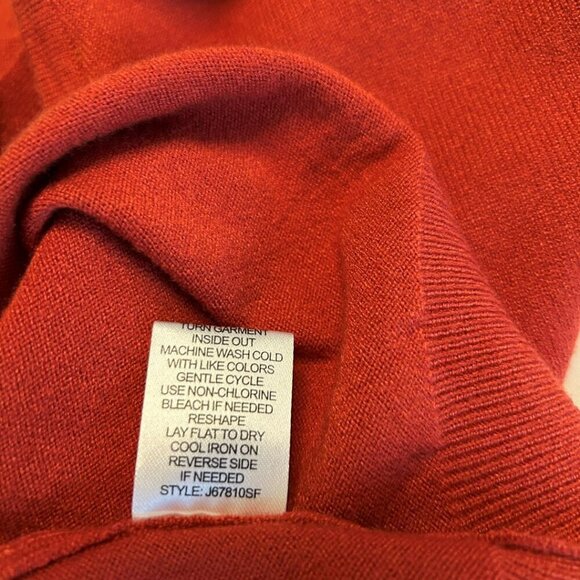 TURN GARMENT
INSIDE OUT
MACHINE WASH COLD
WITH LIKE COLORS
GENTLE CYCLE
USE NON-CHLORINE
BLEACH IF NEEDED
RESHAPE
LAY FLAT TO DRY
COOL IRON ON
REVERSE SIDE
IF NEEDED
STYLE: J67810SF